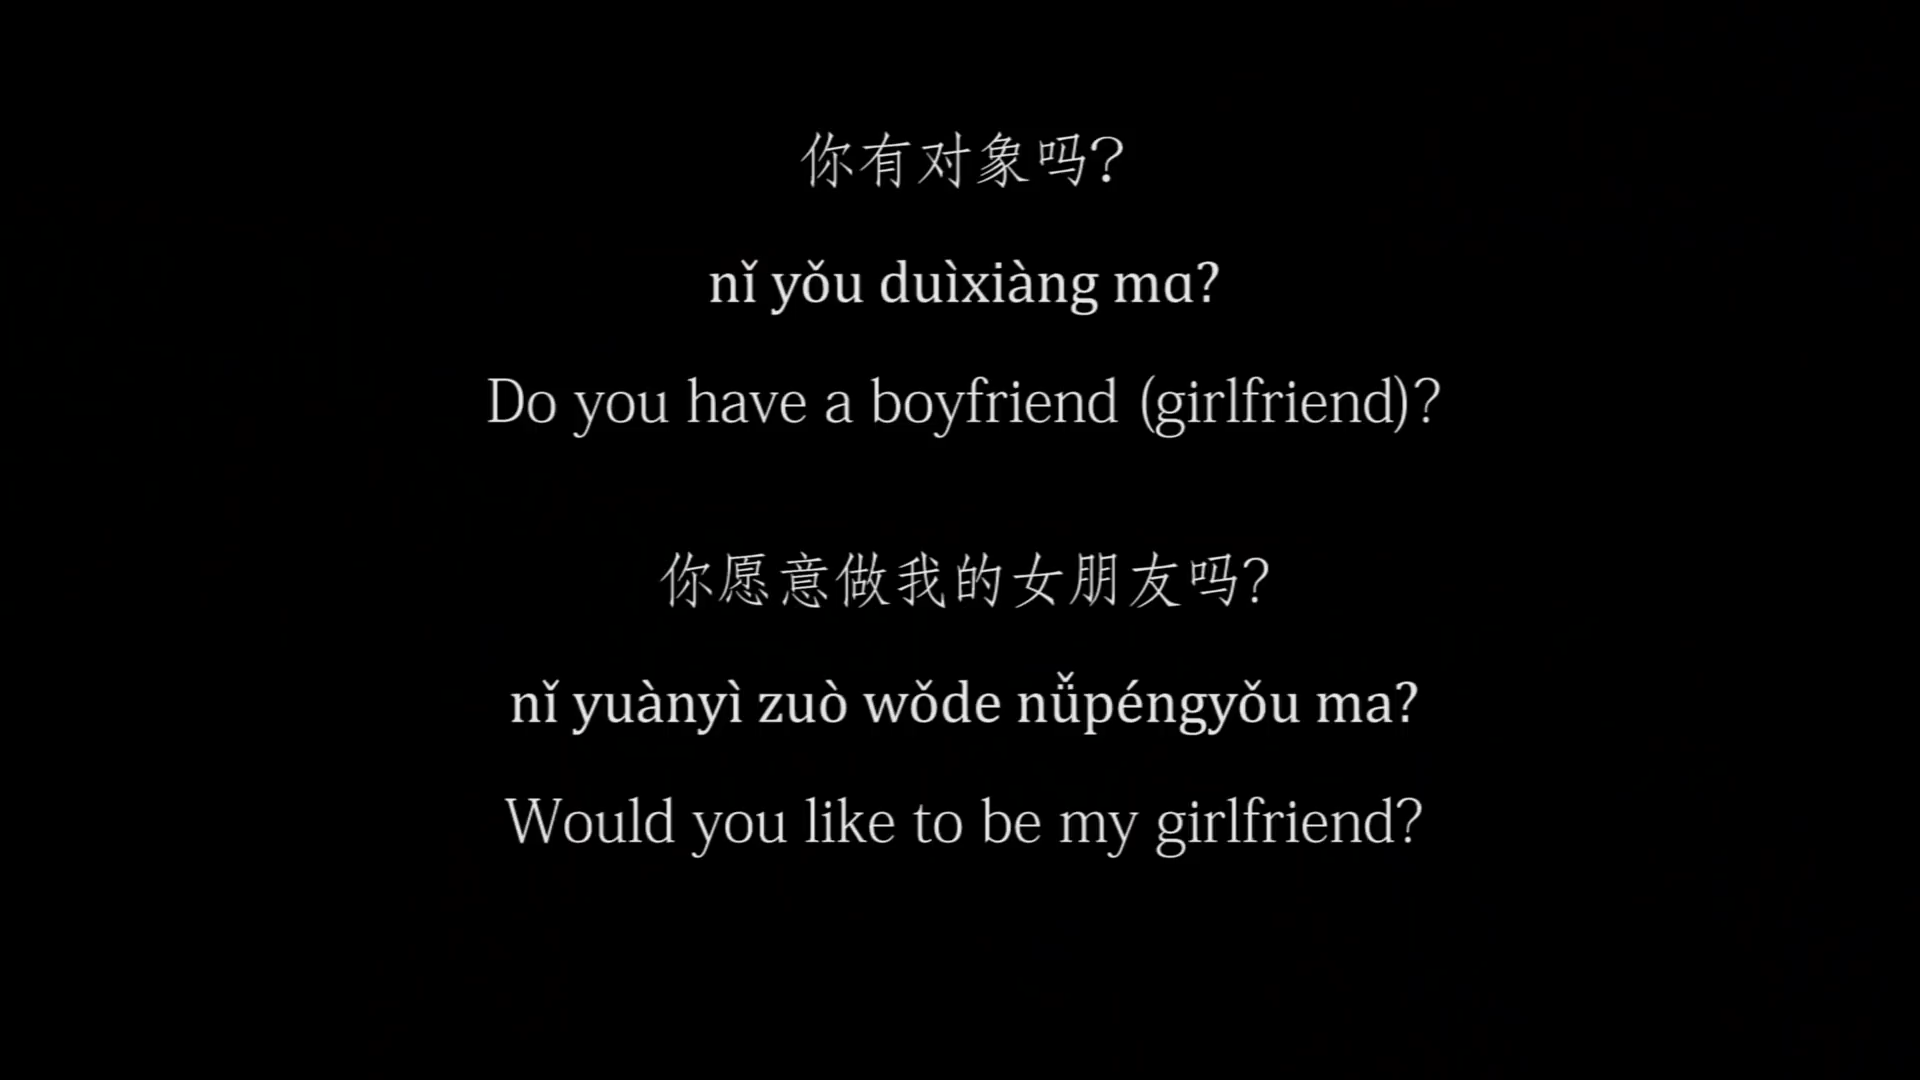 你有对象吗?
nǐ yǒu duìxiàng mɑ?
Do you have a boyfriend (girlfriend)?
你愿意做我的女朋友吗?
nǐ yuànyì zuò wǒde nǚpéngyǒu ma?
Would you like to be my girlfriend?